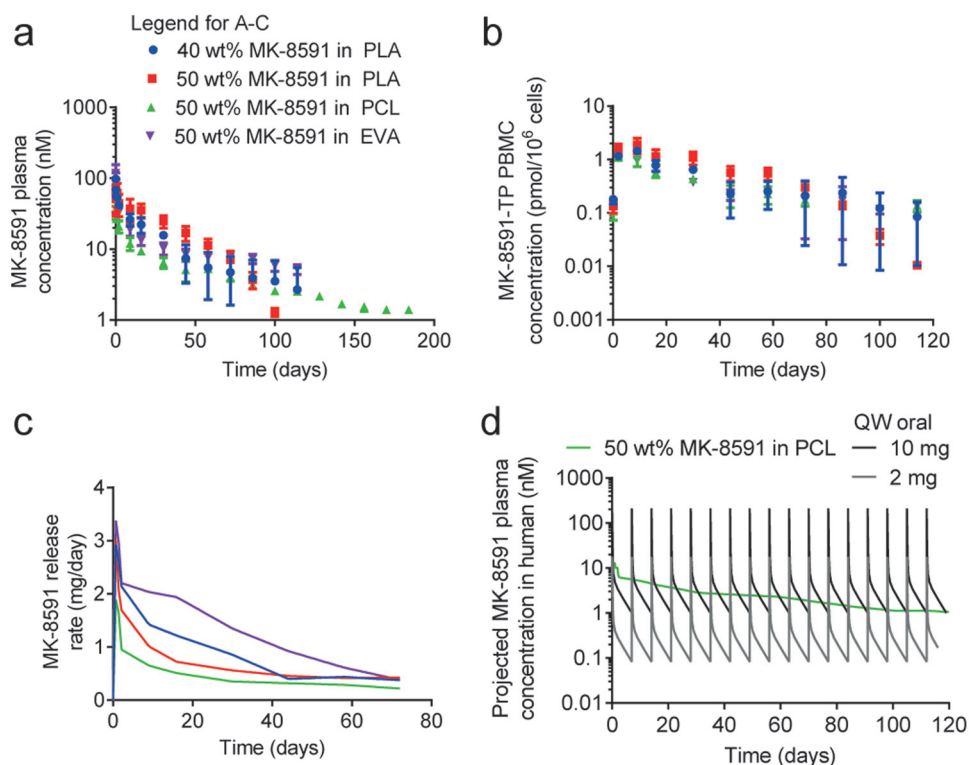 a
Legend for A-C
40 wt% MK-8591 in PLA
50 wt% MK-8591 in PLA
50 wt% MK-8591 in PCL
50 wt% MK-8591 in EVA
MK-8591 plasma
concentration (nM)
1000
100
10
1
0
50
100
150
200
Time (days)
b
MK-8591-TP PBMC
concentration (pmol/10⁶ cells)
10
1
0.1
0.01
0.001
0
20
40
60
80
100
120
Time (days)
c
MK-8591 release
rate (mg/day)
4
3
2
1
0
0
20
40
60
80
Time (days)
d
QW oral
50 wt% MK-8591 in PCL
10 mg
2 mg
Projected MK-8591 plasma
concentration in human (nM)
1000
100
10
1
0.1
0.01
0
20
40
60
80
100
120
Time (days)